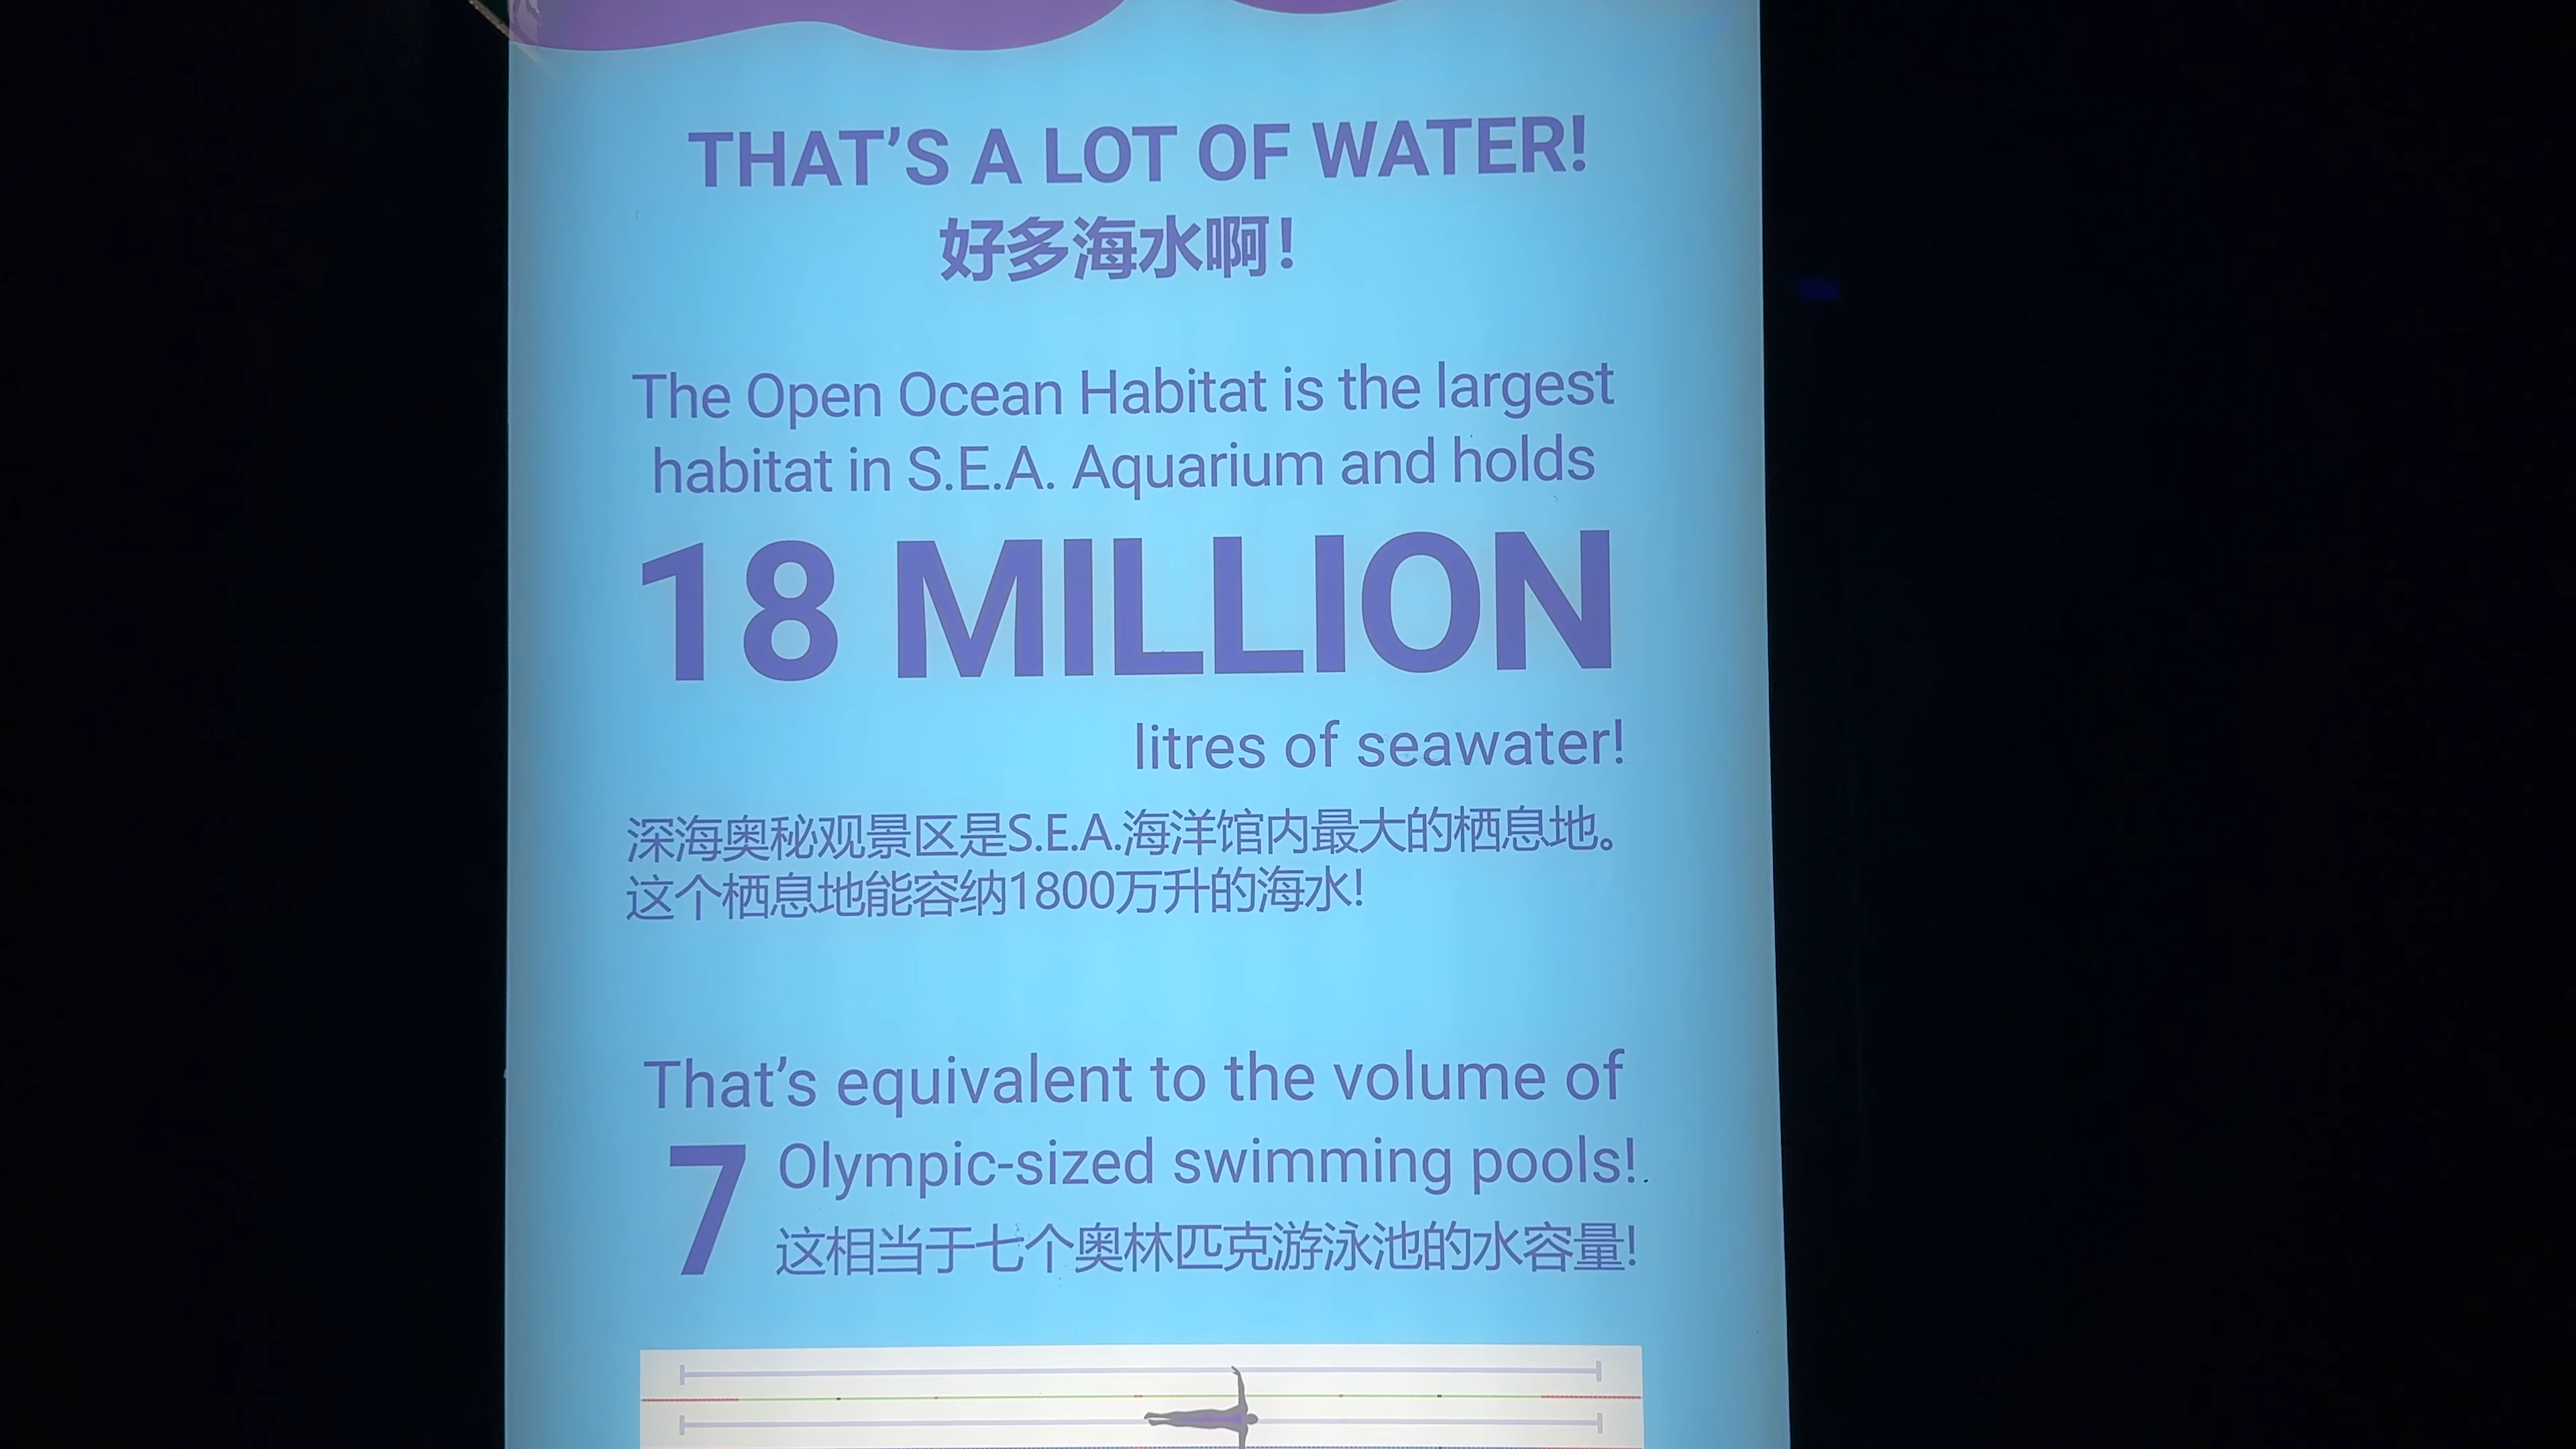 THAT’S A LOT OF WATER!
好多海水啊！
The Open Ocean Habitat is the largest
habitat in S.E.A. Aquarium and holds
18 MILLION
litres of seawater!
深海奥秘观景区是S.E.A.海洋馆内最大的栖息地。
这个栖息地能容纳1800万升的海水!
That’s equivalent to the volume of
7 Olympic-sized swimming pools!
这相当于七个奥林匹克游泳池的水容量!